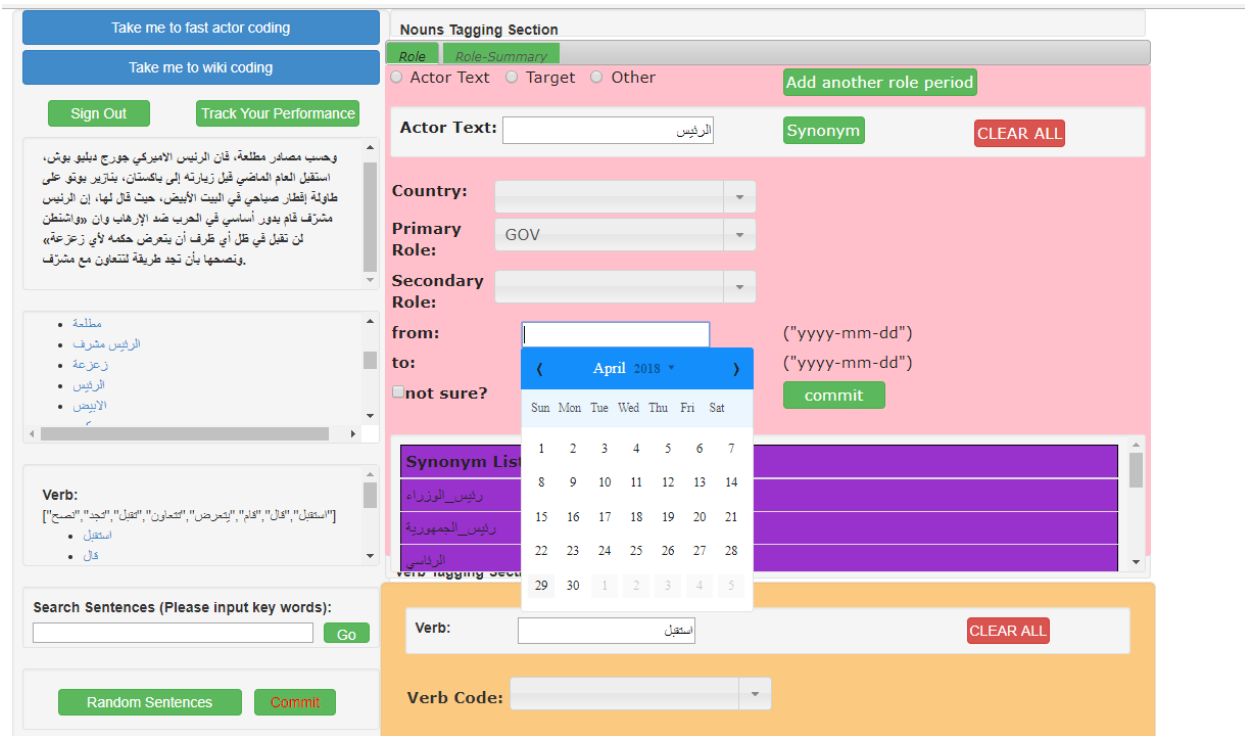 Take me to fast actor coding
Take me to wiki coding
Sign Out
Track Your Performance
وحسب مصادر مطلعة، فان الرئيس الاميركي جورج دبليو بوش،
استقبل العام الماضي قبل زيارته إلى باكستان، بنازير بوتو على
طاولة إفطار صباحي في البيت الأبيض، حيث قال لها، إن الرئيس
مشرّف قام بدور أساسي في الحرب ضد الإرهاب وان «واشنطن
لن تقبل في ظل أي ظرف أن يتعرض حكمه لأي زعزعة»
.ونصحها بأن تجد طريقة للتعاون مع مشرّف
مطلعة
الرئيس مشرف
زعزعة
الرئيس
الابيض
Verb:
["استقبل","قال","قام","يتعرض","تتعاون","تقبل","تجد","نصح"]
استقبل
قال
Search Sentences (Please input key words):
Go
Random Sentences
Commit
Nouns Tagging Section
Role
Role-Summary
Actor Text
Target
Other
Add another role period
Actor Text:
الرئيس
Synonym
CLEAR ALL
Country:
Primary
Role:
GOV
Secondary
Role:
from:
("yyyy-mm-dd")
to:
("yyyy-mm-dd")
not sure?
commit
April 2018
Sun Mon Tue Wed Thu Fri Sat
1 2 3 4 5 6 7
8 9 10 11 12 13 14
15 16 17 18 19 20 21
22 23 24 25 26 27 28
29 30 1 2 3 4 5
Synonym List
رئيس_الوزراء
رئيس_الجمهورية
الرئاسي
Verb Tagging Secti
Verb:
استقبل
CLEAR ALL
Verb Code: